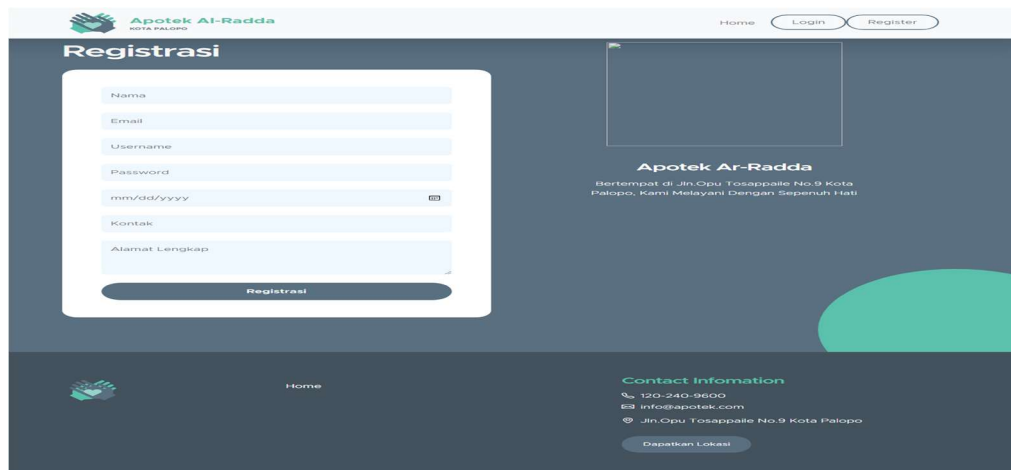 Apotek Al-Radda
KOTA PALOPO
Home
Login
Register
Registrasi
Nama
Email
Username
Password
mm/dd/yyyy
Kontak
Alamat Lengkap
Registrasi
Apotek Ar-Radda
Bertempat di Jln.Opu Tosappaile No.9 Kota
Palopo, Kami Melayani Dengan Sepenuh Hati
Home
Contact Infomation
120-240-9600
info@apotek.com
Jln.Opu Tosappaile No.9 Kota Palopo
Dapatkan Lokasi